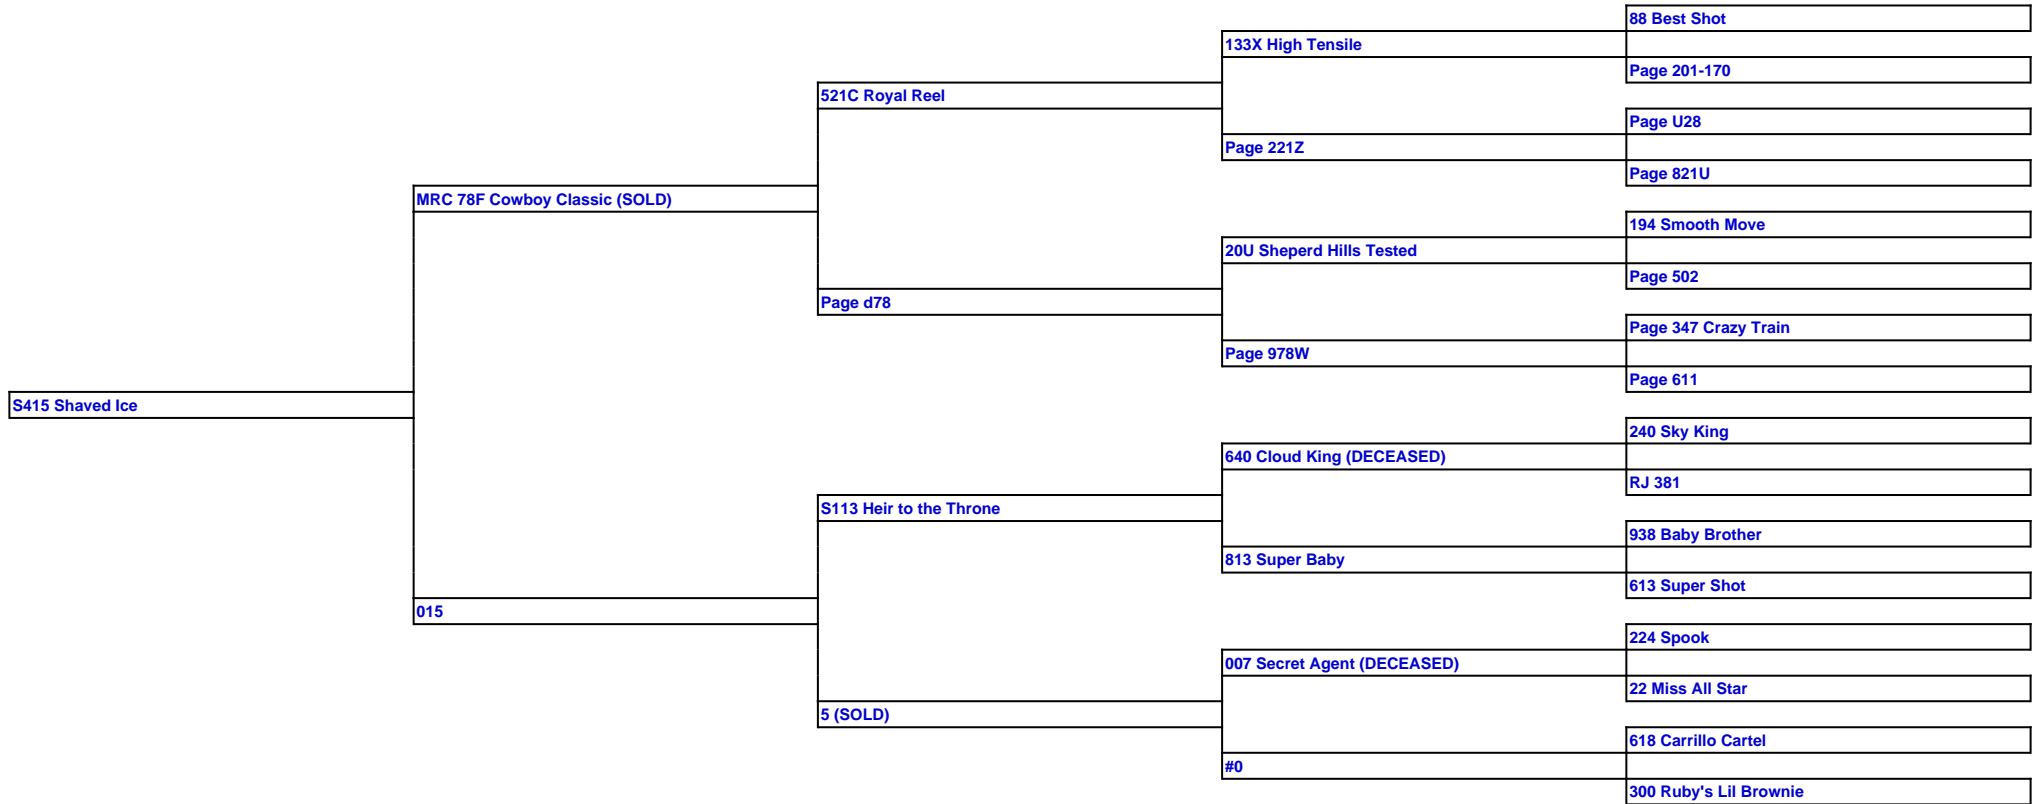 88 Best Shot
133X High Tensile
Page 201-170
521C Royal Reel
Page U28
Page 221Z
Page 821U
MRC 78F Cowboy Classic (SOLD)
194 Smooth Move
20U Sheperd Hills Tested
Page 502
Page d78
Page 347 Crazy Train
Page 978W
Page 611
S415 Shaved Ice
240 Sky King
640 Cloud King (DECEASED)
RJ 381
S113 Heir to the Throne
938 Baby Brother
813 Super Baby
613 Super Shot
015
224 Spook
007 Secret Agent (DECEASED)
22 Miss All Star
5 (SOLD)
618 Carrillo Cartel
#0
300 Ruby's Lil Brownie